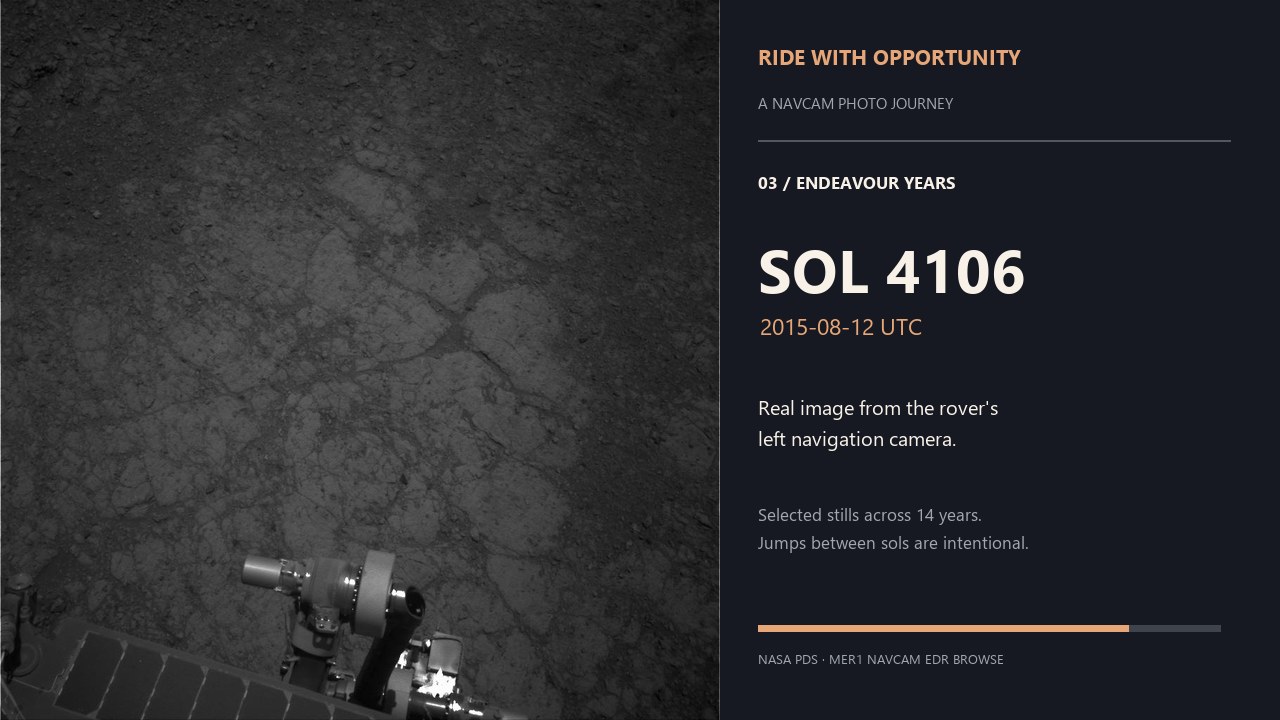 RIDE WITH OPPORTUNITY
A NAVCAM PHOTO JOURNEY
03 / ENDEAVOUR YEARS
SOL 4106
2015-08-12 UTC
Real image from the rover's
left navigation camera.
Selected stills across 14 years.
Jumps between sols are intentional.
NASA PDS · MER1 NAVCAM EDR BROWSE